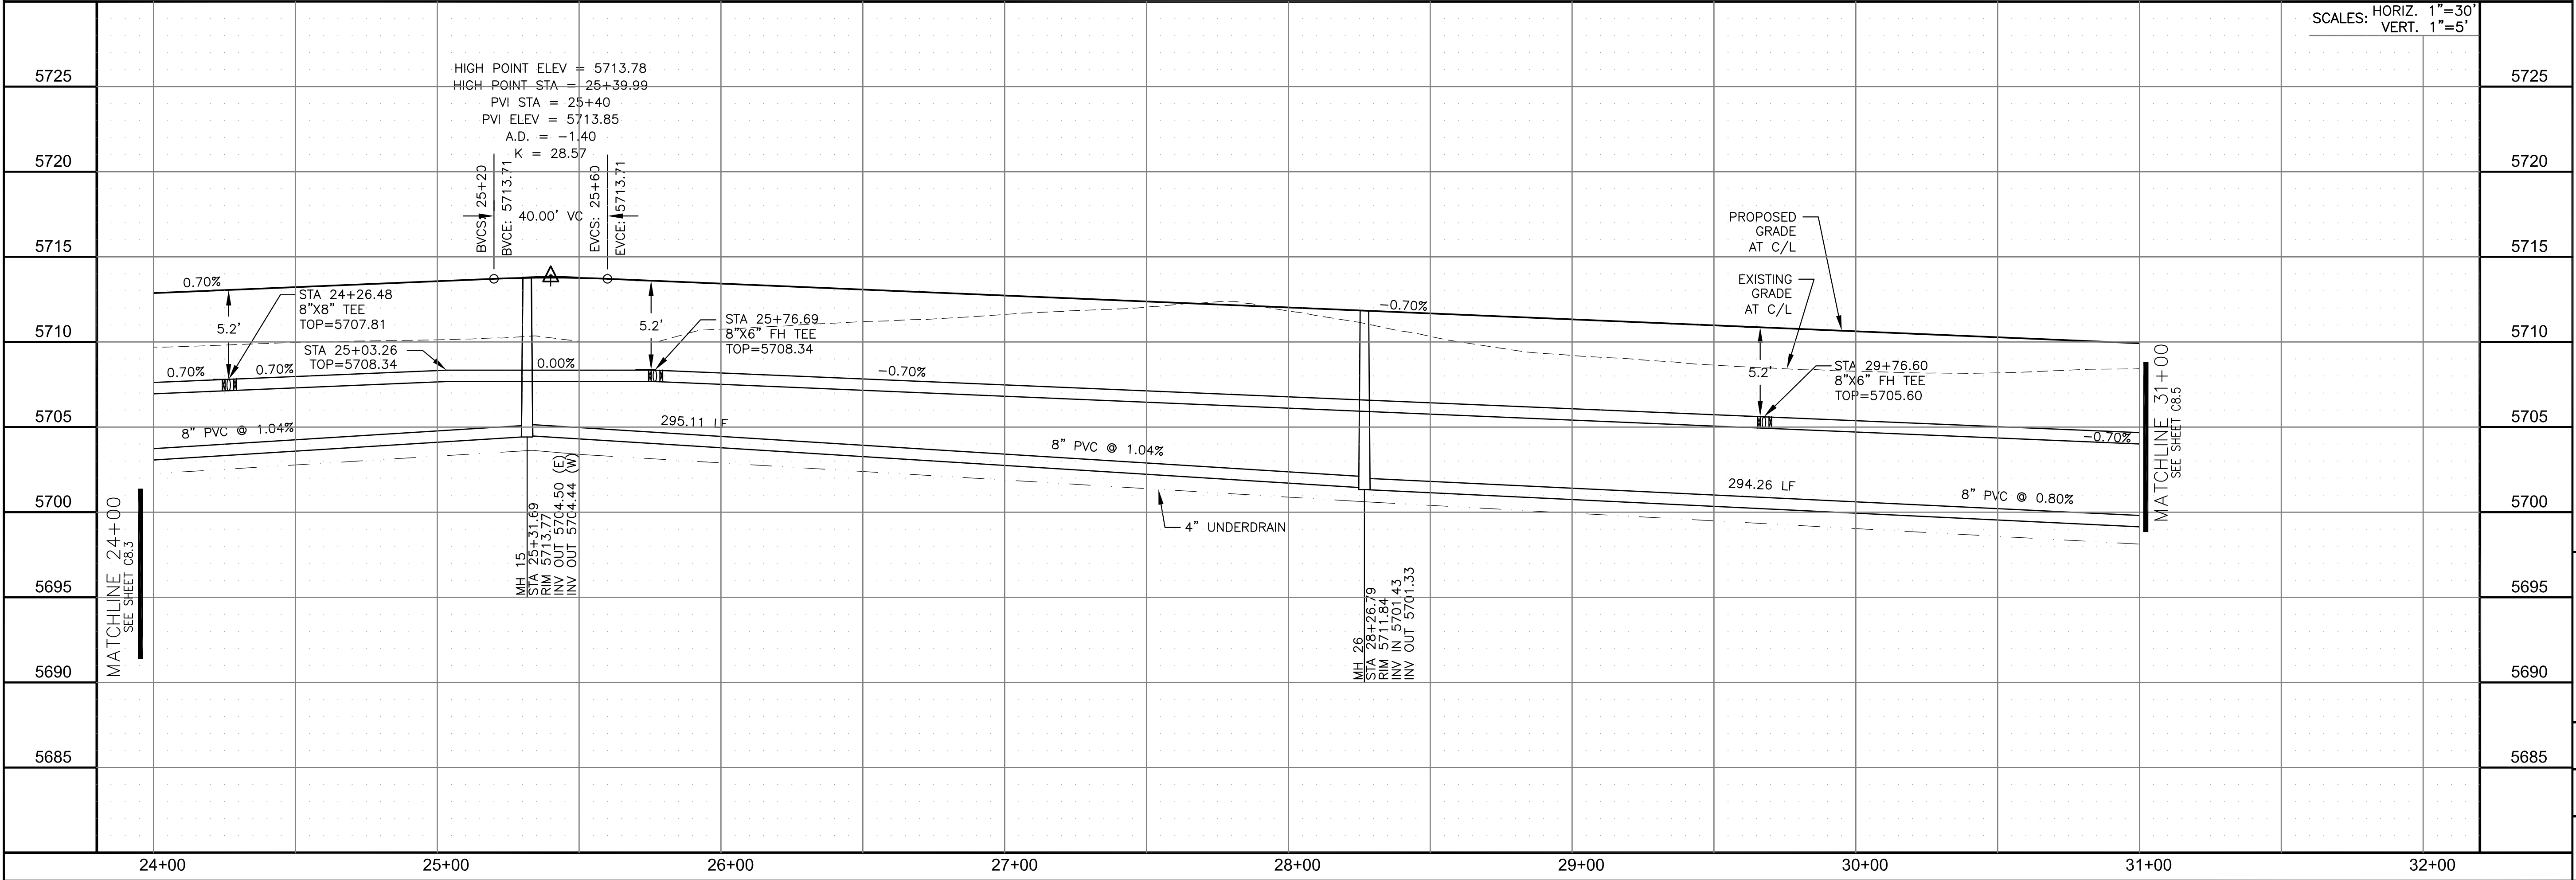 SCALES: HORIZ. 1"=30'
VERT. 1"=5'
5725
5720
5715
5710
5705
5700
5695
5690
5685
HIGH POINT ELEV = 5713.78
HIGH POINT STA = 25+39.99
PVI STA = 25+40
PVI ELEV = 5713.85
A.D. = -1.40
K = 28.57
BVCS: 25+20
BVCE: 5713.71
40.00' VC
EVCS: 25+60
EVCE: 5713.71
0.70%
STA 24+26.48
8"X8" TEE
TOP=5707.81
5.2'
STA 25+03.26
TOP=5708.34
0.70%
0.70%
0.00%
5.2'
STA 25+76.69
8"X6" FH TEE
TOP=5708.34
-0.70%
-0.70%
PROPOSED
GRADE
AT C/L
EXISTING
GRADE
AT C/L
5.2'
STA 29+76.60
8"X6" FH TEE
TOP=5705.60
-0.70%
8" PVC @ 1.04%
295.11 LF
8" PVC @ 1.04%
294.26 LF
8" PVC @ 0.80%
4" UNDERDRAIN
MATCHLINE 24+00
SEE SHEET C8.3
MH 15
STA 25+31.69
RIM 5713.77
INV OUT 5704.50 (E)
INV OUT 5704.44 (W)
MH 26
STA 28+26.79
RIM 5711.84
INV IN 5701.43
INV OUT 5701.33
MATCHLINE 31+00
SEE SHEET C8.5
5725
5720
5715
5710
5705
5700
5695
5690
5685
24+00
25+00
26+00
27+00
28+00
29+00
30+00
31+00
32+00